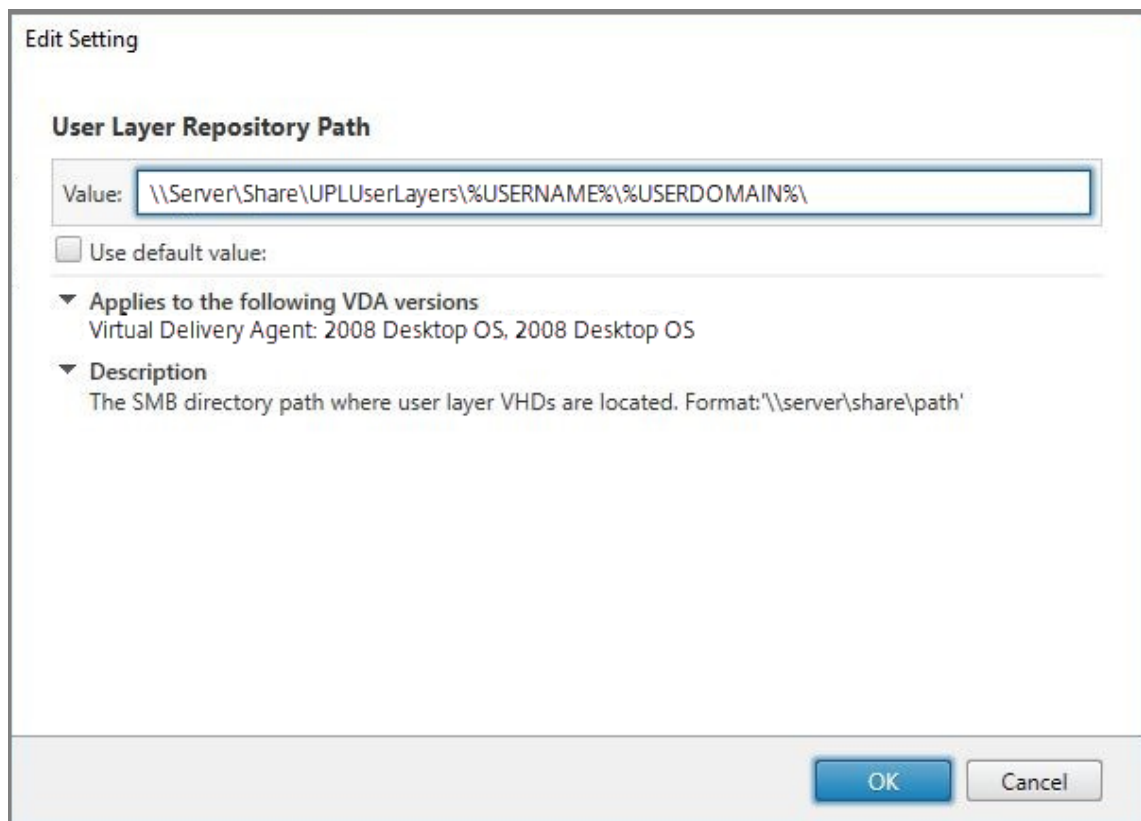 Edit Setting
User Layer Repository Path
Value: \\Server\Share\UPLUserLayers\%USERNAME%\%USERDOMAIN%\
Use default value:
Applies to the following VDA versions
Virtual Delivery Agent: 2008 Desktop OS, 2008 Desktop OS
Description
The SMB directory path where user layer VHDs are located. Format:'\\server\share\path'
OK Cancel